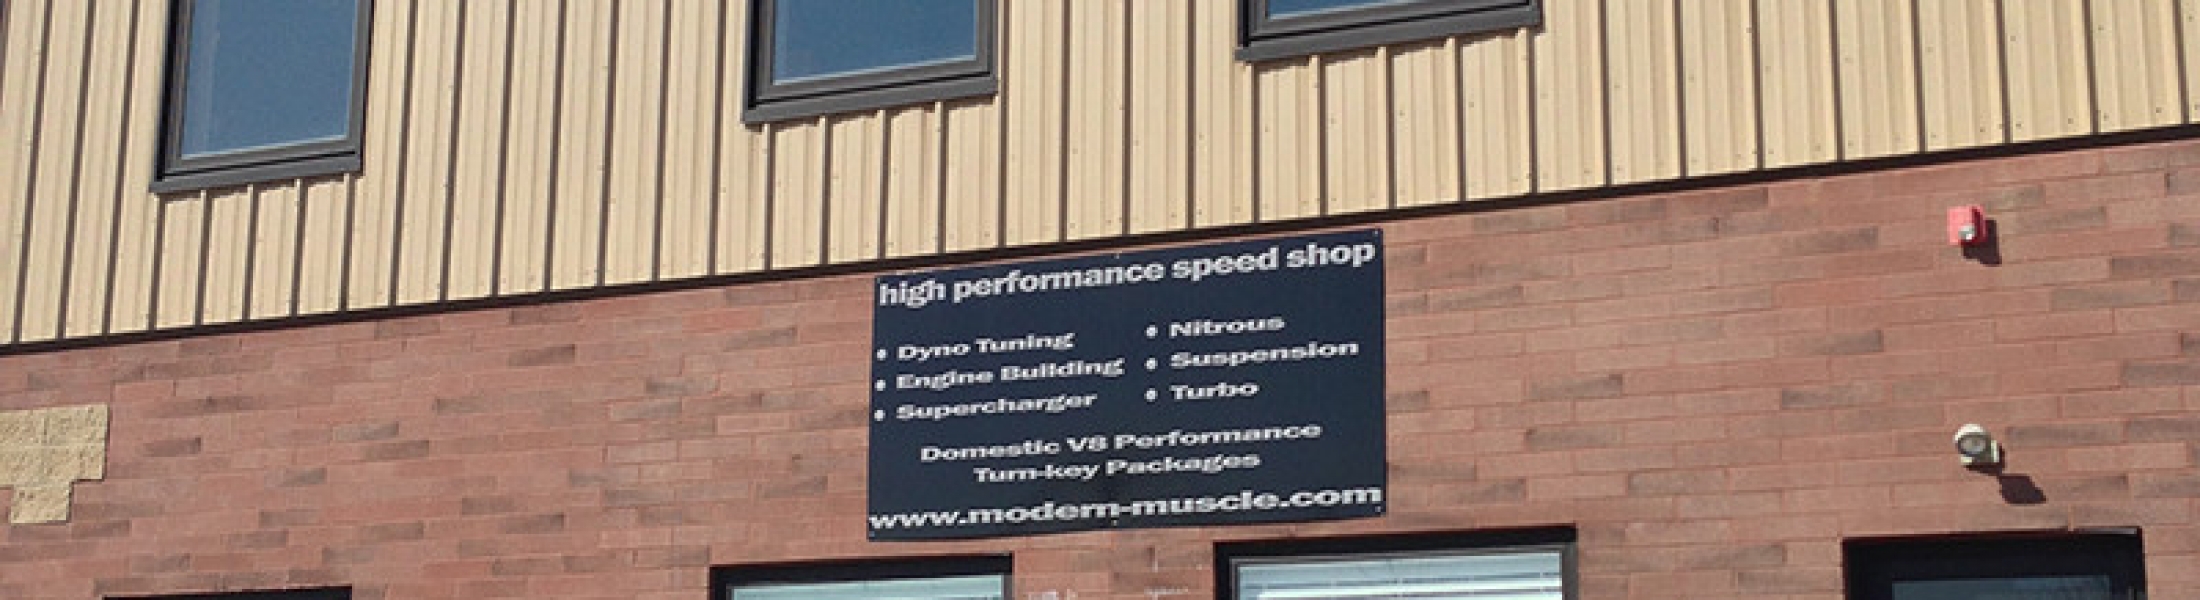 high performance speed shop
• Dyno Tuning
• Engine Building
• Supercharger
• Nitrous
• Suspension
• Turbo
Domestic V8 Performance
Turn-key Packages
www.modern-muscle.com